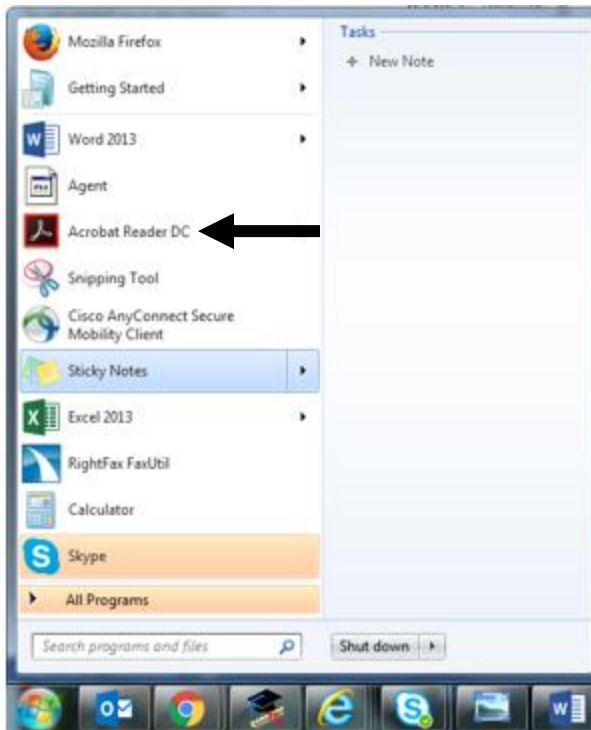 Mozilla Firefox
Getting Started
Word 2013
Agent
Acrobat Reader DC
Snipping Tool
Cisco AnyConnect Secure
Mobility Client
Sticky Notes
Excel 2013
RightFax FaxUtil
Calculator
Skype
All Programs
Search programs and files
Tasks
New Note
Shut down